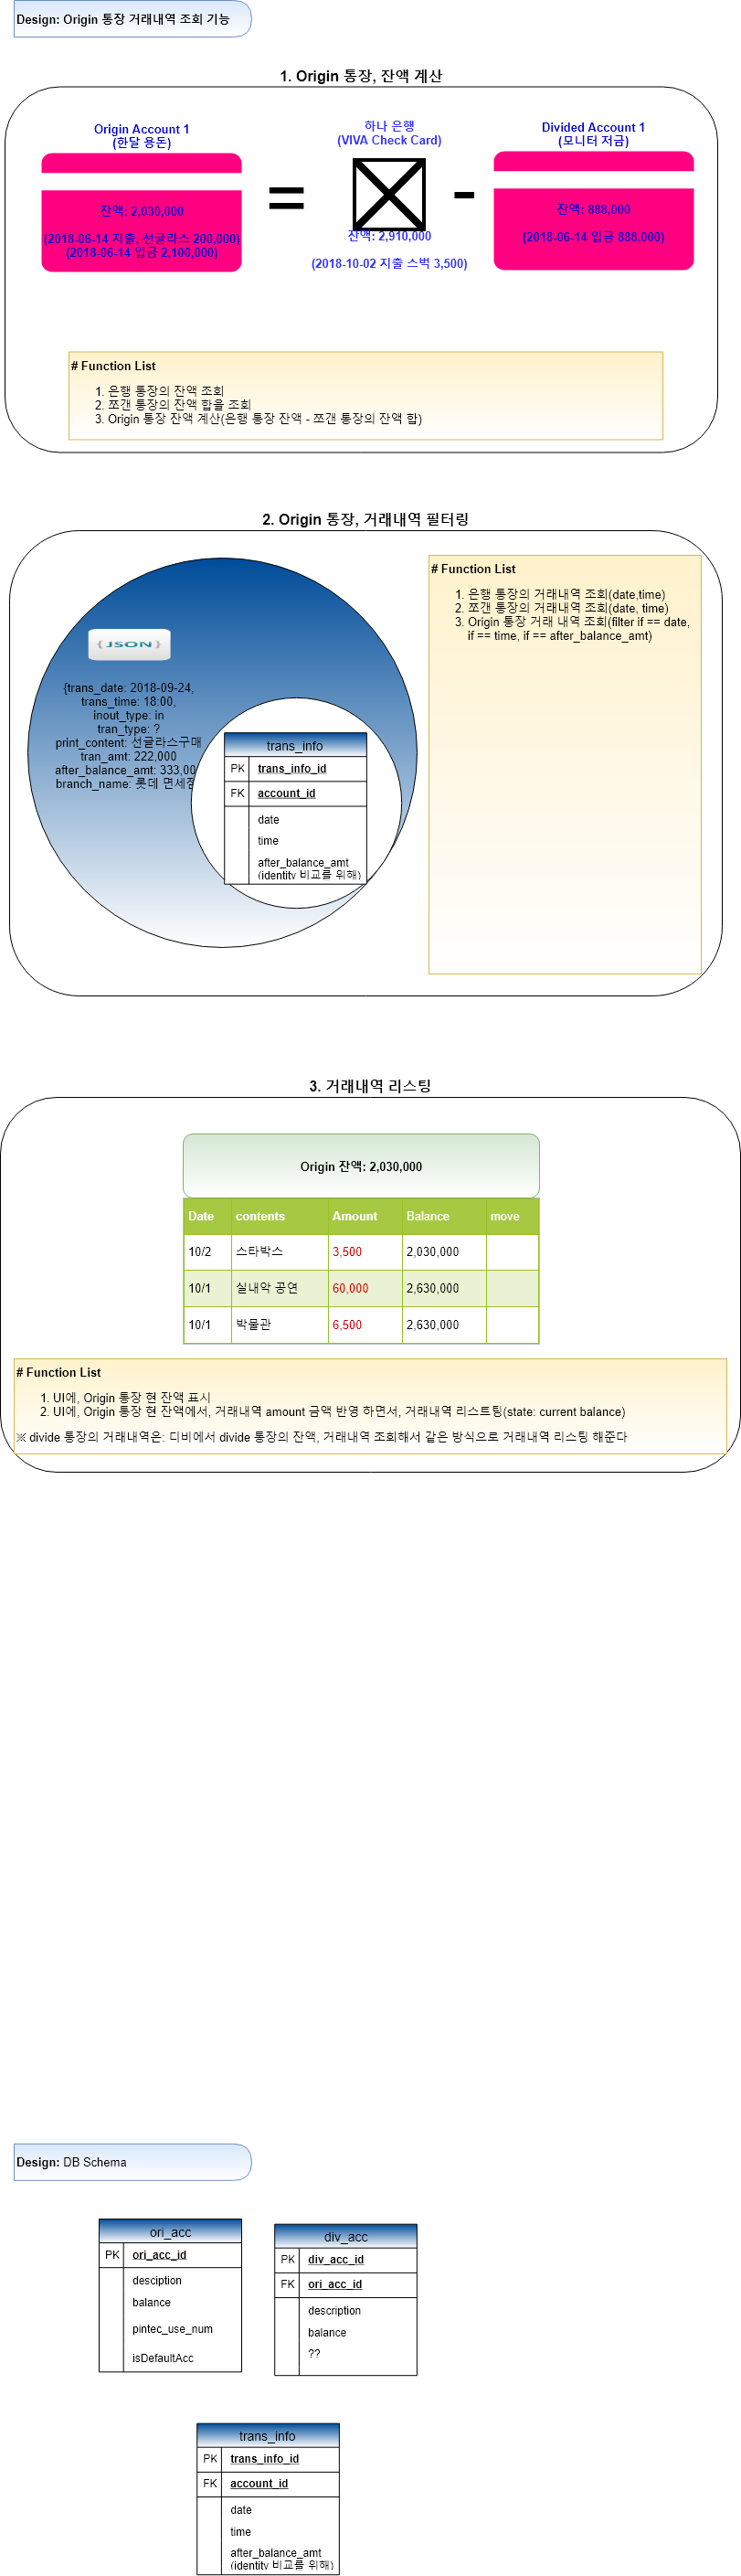 Design: Origin 통장 거래내역 조회 기능
1. Origin 통장, 잔액 계산
Origin Account 1
(한달 용돈)
잔액: 2,030,000
(2018-06-14 지출, 선글라스 200,000)
(2018-06-14 입금 2,100,000)
=
하나 은행
(VIVA Check Card)
잔액: 2,910,000
(2018-10-02 지출 스벅 3,500)
-
Divided Account 1
(모니터 저금)
잔액: 888,000
(2018-06-14 입금 888,000)
# Function List
1. 은행 통장의 잔액 조회
2. 쪼갠 통장의 잔액 합을 조회
3. Origin 통장 잔액 계산(은행 통장 잔액 - 쪼갠 통장의 잔액 합)
2. Origin 통장, 거래내역 필터링
{JSON}
{trans_date: 2018-09-24,
trans_time: 18:00,
inout_type: in
tran_type: ?
print_content: 선글라스구매
tran_amt: 222,000
after_balance_amt: 333,00
branch_name: 롯데 면세점
trans_info
PK trans_info_id
FK account_id
date
time
after_balance_amt
(identity 비교를 위해)
# Function List
1. 은행 통장의 거래내역 조회(date,time)
2. 쪼갠 통장의 거래내역 조회(date, time)
3. Origin 통장 거래 내역 조회(filter if == date,
if == time, if == after_balance_amt)
3. 거래내역 리스팅
Origin 잔액: 2,030,000
Date contents Amount Balance move
10/2 스타박스 3,500 2,030,000
10/1 실내악 공연 60,000 2,630,000
10/1 박물관 6,500 2,630,000
# Function List
1. UI에, Origin 통장 현 잔액 표시
2. UI에, Origin 통장 현 잔액에서, 거래내역 amount 금액 반영 하면서, 거래내역 리스트팅(state: current balance)
※ divide 통장의 거래내역은: 디비에서 divide 통장의 잔액, 거래내역 조회해서 같은 방식으로 거래내역 리스팅 해준다
Design: DB Schema
ori_acc
PK ori_acc_id
desciption
balance
pintec_use_num
isDefaultAcc
div_acc
PK div_acc_id
FK ori_acc_id
description
balance
??
trans_info
PK trans_info_id
FK account_id
date
time
after_balance_amt
(identity 비교를 위해)